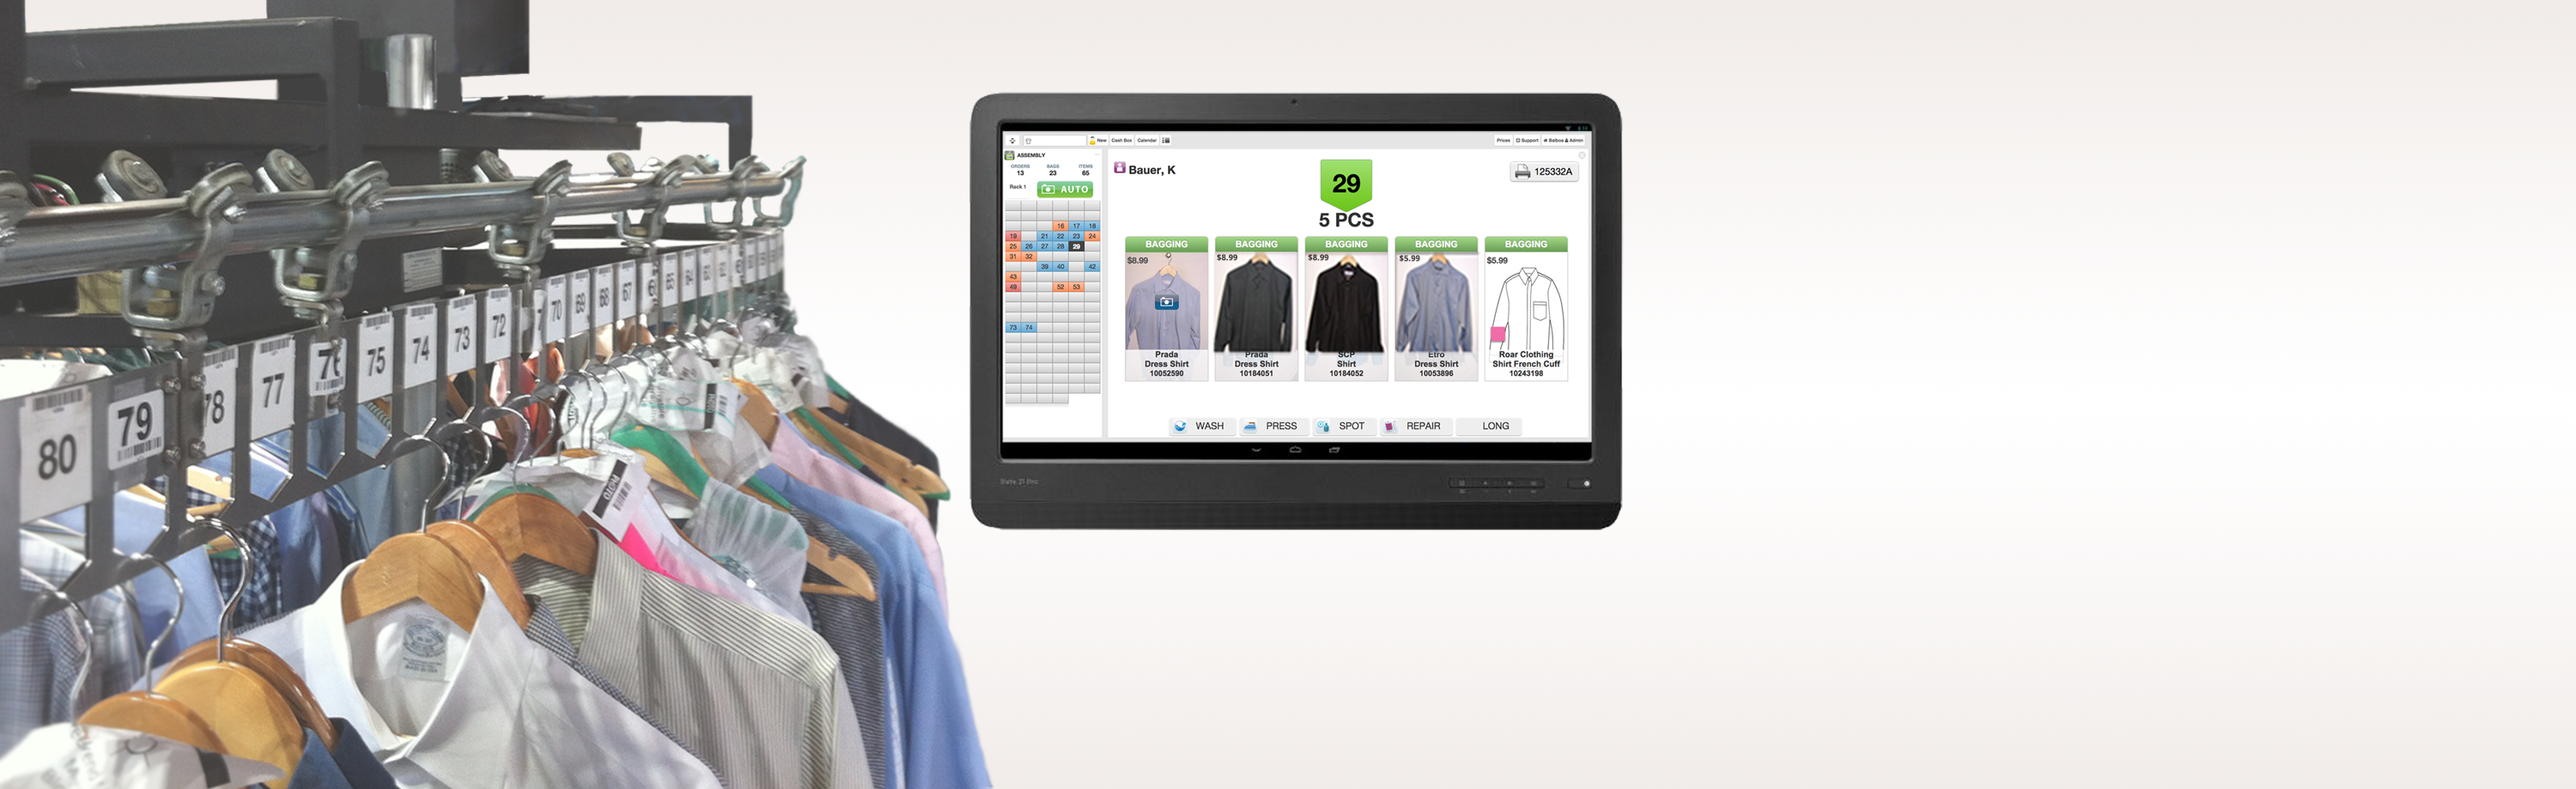 80
79
78
77
76
75
74
73
72
70
69
68
67
65
New
Cash Box
Calendar
Prices
Support
Balboa & Admin
ASSEMBLY
ORDERS
BAGS
ITEMS
13
23
65
Rack 1
AUTO
16 17 18
19 21 22 23 24
25 26 27 28 29
31 32
39 40 42
43
49 52 53
73 74
Bauer, K
29
5 PCS
125332A
BAGGING
$8.99
Prada
Dress Shirt
10052590
BAGGING
$8.99
Prada
Dress Shirt
10184051
BAGGING
$8.99
SCP
Shirt
10184052
BAGGING
$5.99
Etro
Dress Shirt
10053896
BAGGING
$5.99
Roar Clothing
Shirt French Cuff
10243198
WASH
PRESS
SPOT
REPAIR
LONG
Slate 21 Pro